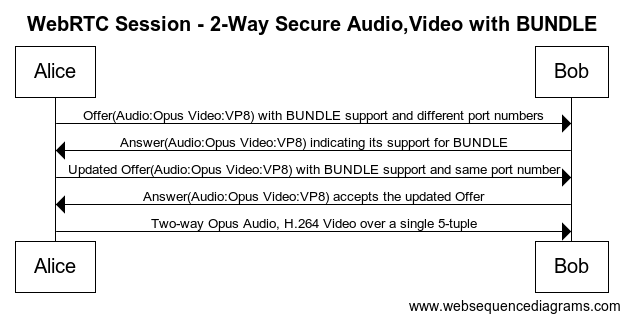 WebRTC Session - 2-Way Secure Audio,Video with BUNDLE
Alice
Bob
Offer(Audio:Opus Video:VP8) with BUNDLE support and different port numbers
Answer(Audio:Opus Video:VP8) indicating its support for BUNDLE
Updated Offer(Audio:Opus Video:VP8) with BUNDLE support and same port number
Answer(Audio:Opus Video:VP8) accepts the updated Offer
Two-way Opus Audio, H.264 Video over a single 5-tuple
Alice
Bob
www.websequencediagrams.com